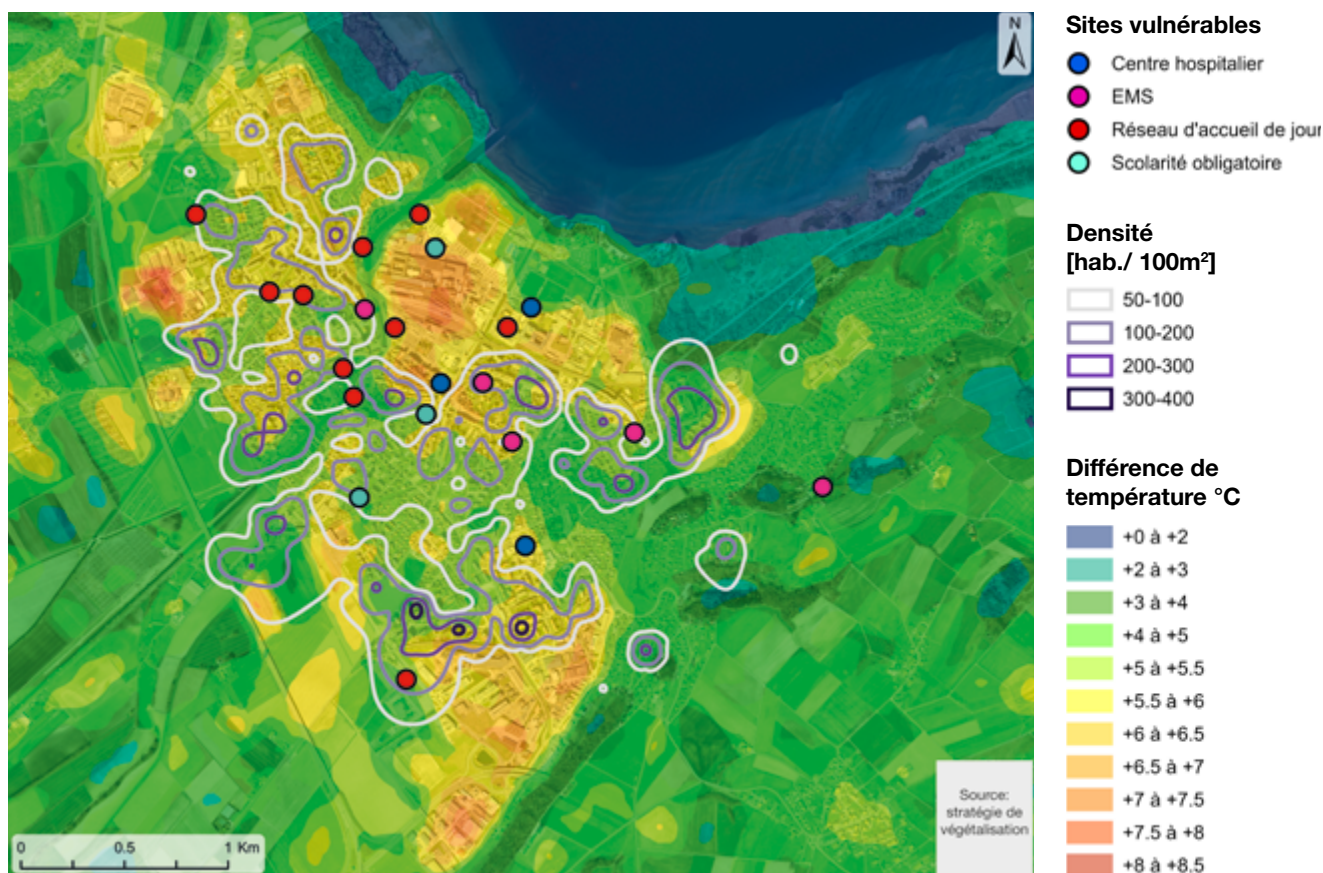 N
Source:
stratégie de
végétalisation
0 0.5 1 Km
Sites vulnérables
Centre hospitalier
EMS
Réseau d'accueil de jour
Scolarité obligatoire
Densité
[hab./ 100m²]
50-100
100-200
200-300
300-400
Différence de
température °C
+0 à +2
+2 à +3
+3 à +4
+4 à +5
+5 à +5.5
+5.5 à +6
+6 à +6.5
+6.5 à +7
+7 à +7.5
+7.5 à +8
+8 à +8.5